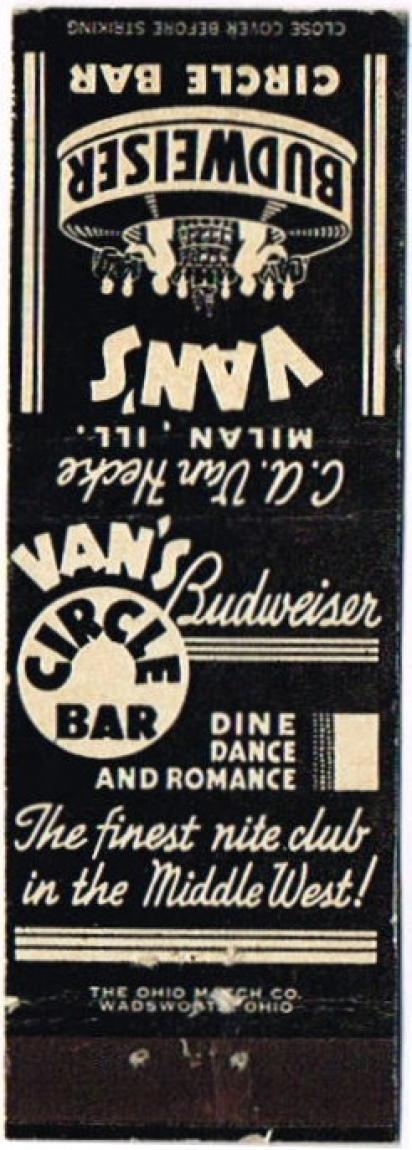 CLOSE COVER BEFORE STRIKING
CIRCLE BAR
BUDWEISER
VAN'S
MILAN, ILL.
C.A. Van Hecke
VAN'S
CIRCLE
BAR
Budweiser
DINE
DANCE
AND ROMANCE
The finest nite club
in the Middle West!
THE OHIO MATCH CO.
WADSWORTH, OHIO